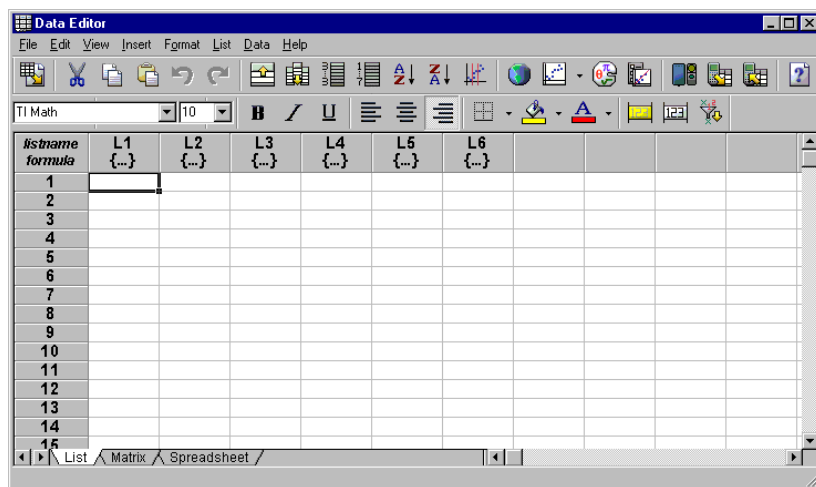 Data Editor
File Edit View Insert Format List Data Help
TI Math 10 B I U A 123
listname L1 L2 L3 L4 L5 L6
formula {...} {...} {...} {...} {...} {...}
1
2
3
4
5
6
7
8
9
10
11
12
13
14
15
List Matrix Spreadsheet